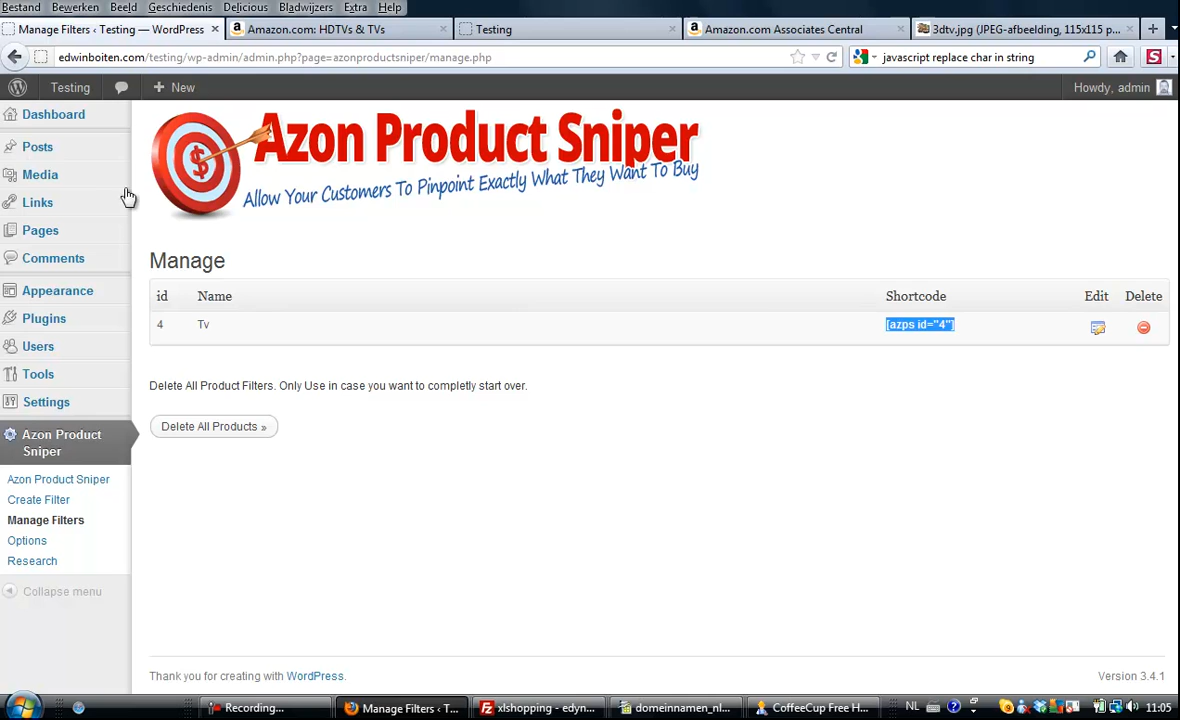 Bestand Bewerken Beeld Geschiedenis Delicious Bladwijzers Extra Help
Manage Filters ‹ Testing — WordPress Amazon.com: HDTVs & TVs Testing Amazon.com Associates Central 3dtv.jpg (JPEG-afbeelding, 115x115 p...
edwinboiten.com/testing/wp-admin/admin.php?page=azonproductsniper/manage.php javascript replace char in string
Testing New Howdy, admin
Dashboard
Posts
Media
Links
Pages
Comments
Appearance
Plugins
Users
Tools
Settings
Azon Product Sniper
Azon Product Sniper
Create Filter
Manage Filters
Options
Research
Collapse menu
Azon Product Sniper
Allow Your Customers To Pinpoint Exactly What They Want To Buy
Manage
id Name Shortcode Edit Delete
4 Tv [azps id="4"]
Delete All Product Filters. Only Use in case you want to completly start over.
Delete All Products »
Thank you for creating with WordPress. Version 3.4.1
Recording... Manage Filters ‹ T... xlshopping - edyn... domeinnamen_nl... CoffeeCup Free H... NL 11:05